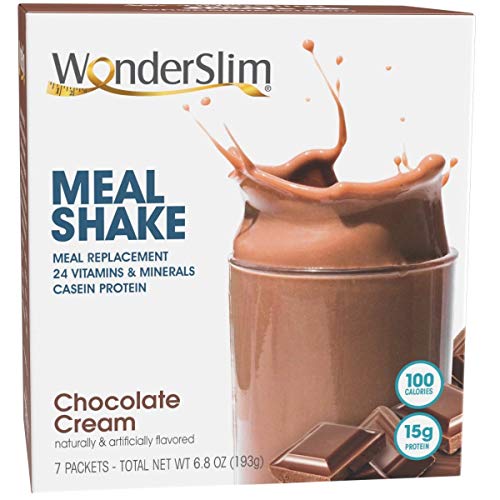 WonderSlim®
MEAL
SHAKE
MEAL REPLACEMENT
24 VITAMINS & MINERALS
CASEIN PROTEIN
100
CALORIES
15g
PROTEIN
Chocolate
Cream
naturally & artificially flavored
7 PACKETS - TOTAL NET WT 6.8 OZ (193g)